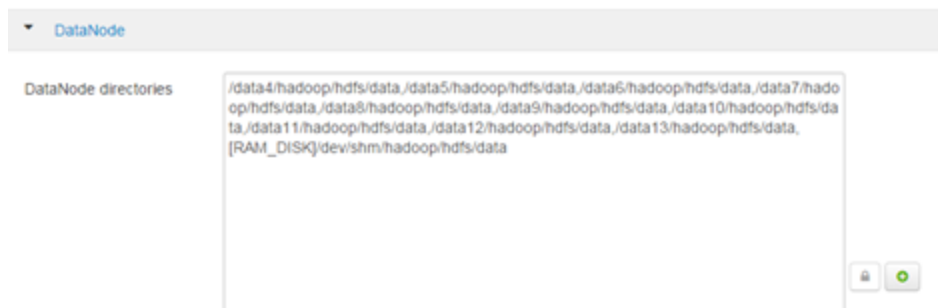 DataNode
DataNode directories
/data4/hadoop/hdfs/data,/data5/hadoop/hdfs/data,/data6/hadoop/hdfs/data,/data7/hado
op/hdfs/data,/data8/hadoop/hdfs/data,/data9/hadoop/hdfs/data,/data10/hadoop/hdfs/da
ta,/data11/hadoop/hdfs/data,/data12/hadoop/hdfs/data,/data13/hadoop/hdfs/data,
[RAM_DISK]/dev/shm/hadoop/hdfs/data